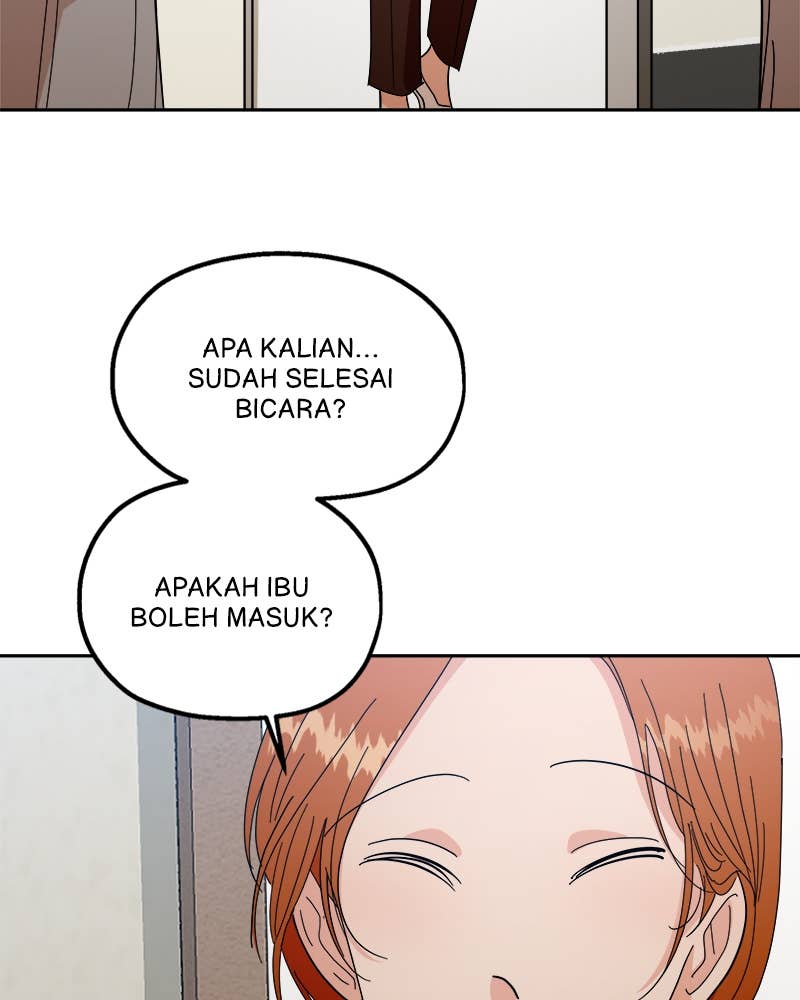 APA KALIAN...
SUDAH SELESAI
BICARA?
APAKAH IBU
BOLEH MASUK?